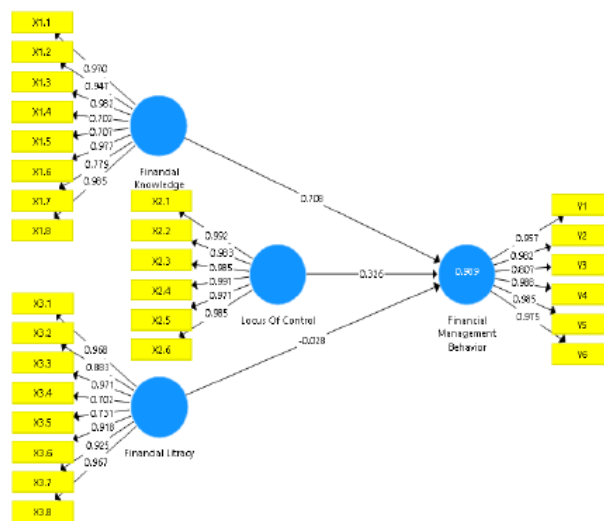 X1.1
X1.2
X1.3
X1.4
X1.5
X1.6
X1.7
X1.8
0.970
0.947
0.982
0.702
0.707
0.977
0.779
0.985
Financial
Knowledge
X2.1
X2.2
X2.3
X2.4
X2.5
X2.6
0.992
0.983
0.985
0.991
0.971
0.985
Locus Of Control
X3.1
X3.2
X3.3
X3.4
X3.5
X3.6
X3.7
X3.8
0.968
0.883
0.971
0.702
0.731
0.918
0.925
0.967
Financial Litracy
0.708
0.316
-0.028
0.989
Financial
Management
Behavior
0.957
0.982
0.807
0.988
0.985
0.975
Y1
Y2
Y3
Y4
Y5
Y6